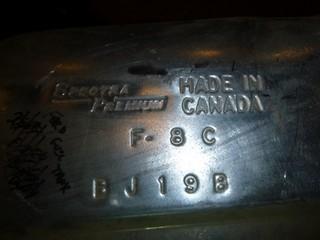 SPECTRA PREMIUM
MADE IN CANADA
F-8C
BJ19B